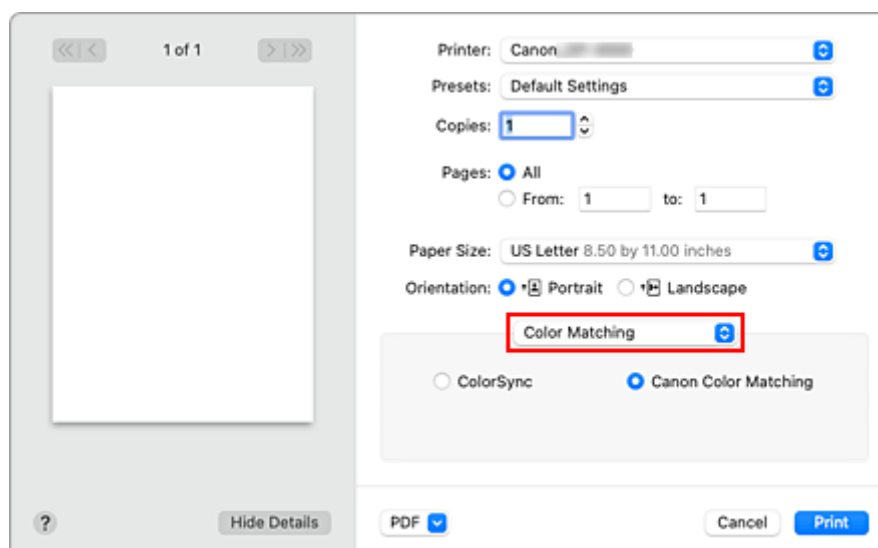 1 of 1
Printer: Canon
Presets: Default Settings
Copies: 1
Pages: All
From: 1 to: 1
Paper Size: US Letter 8.50 by 11.00 inches
Orientation: Portrait Landscape
Color Matching
ColorSync Canon Color Matching
? Hide Details PDF Cancel Print